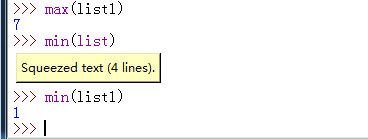 >>> max(list1)
7
>>> min(list)
Squeezed text (4 lines).
>>> min(list1)
1
>>>